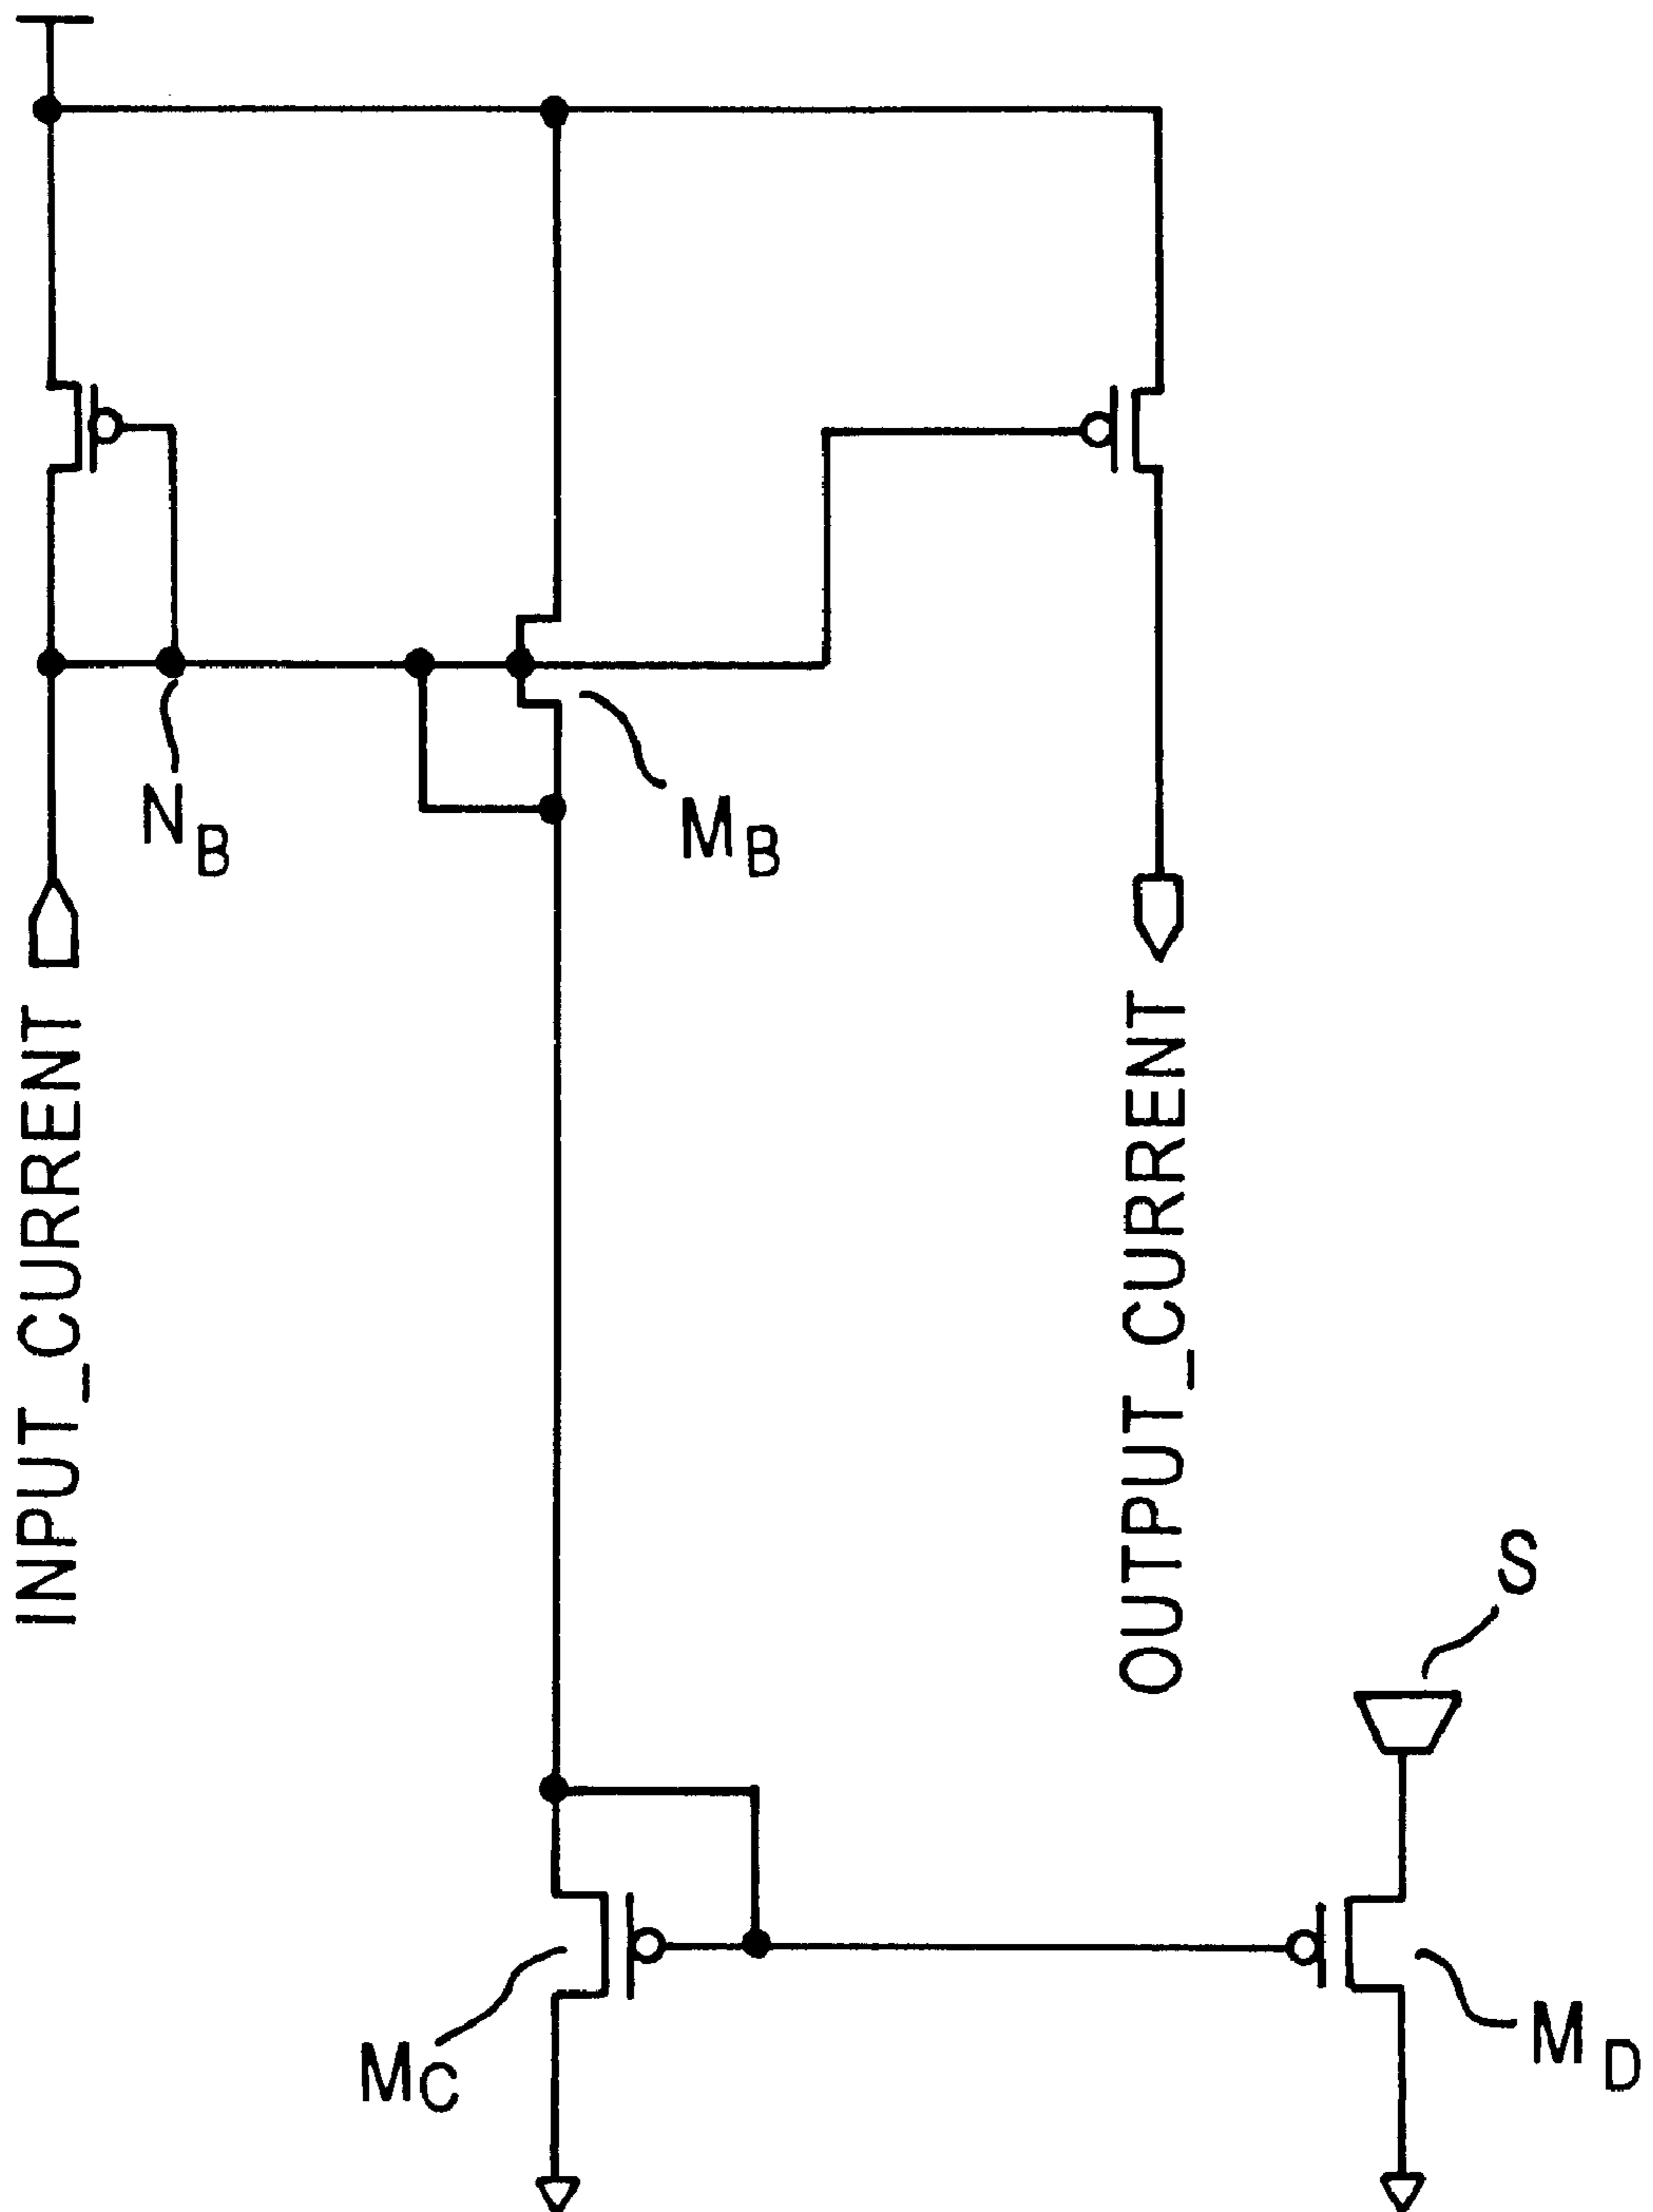 N_B
M_B
INPUT_CURRENT
OUTPUT_CURRENT
S
M_C
M_D